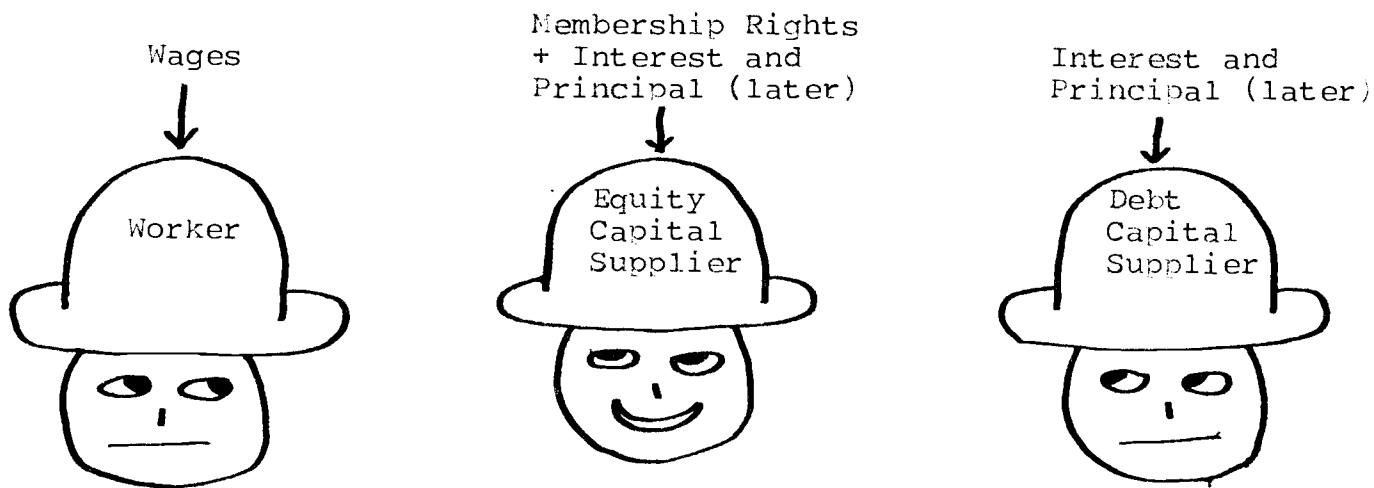 Wages
Worker
Membership Rights
+ Interest and
Principal (later)
Equity
Capital
Supplier
Interest and
Principal (later)
Debt
Capital
Supplier